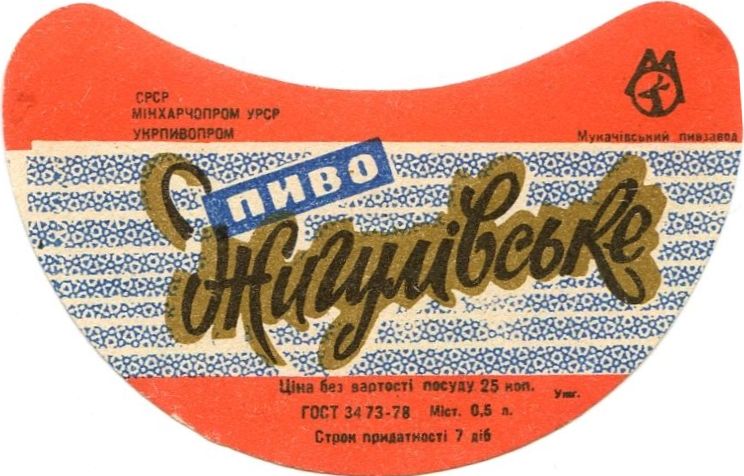 СРСР
МІНХАРЧОПРОМ УРСР
УКРПИВОПРОМ
Мукачівський пивзавод
ПИВО
Жигулівське
Ціна без вартості посуду 25 коп.
Ужг.
ГОСТ 3473-78 Міст. 0,5 л.
Строк придатності 7 діб